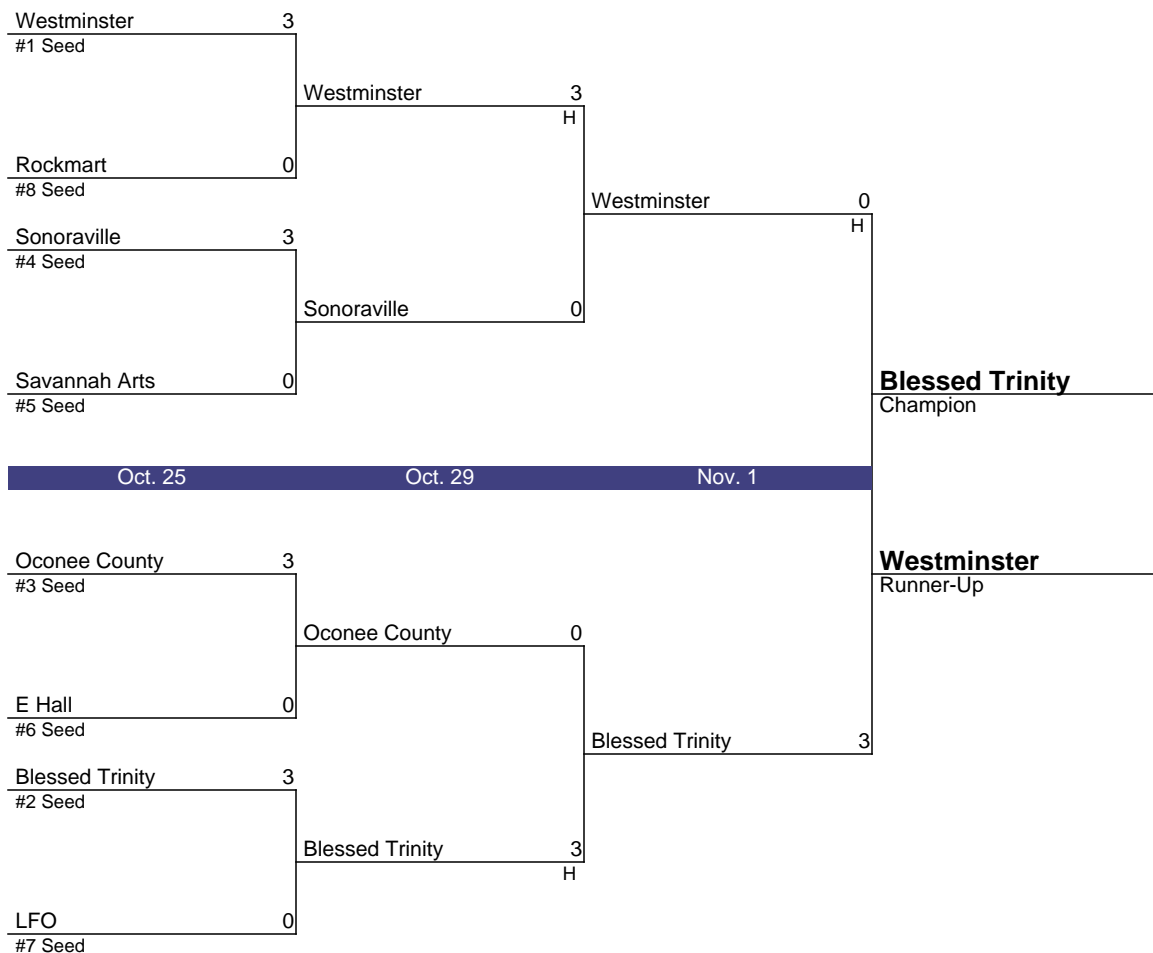 Westminster 3
#1 Seed
Westminster 3
H
Rockmart 0
#8 Seed
Westminster 0
H
Sonoraville 3
#4 Seed
Sonoraville 0
Savannah Arts 0
#5 Seed
Blessed Trinity
Champion
Oct. 25 Oct. 29 Nov. 1
Oconee County 3
#3 Seed
Westminster
Runner-Up
Oconee County 0
E Hall 0
#6 Seed
Blessed Trinity 3
Blessed Trinity 3
#2 Seed
Blessed Trinity 3
H
LFO 0
#7 Seed